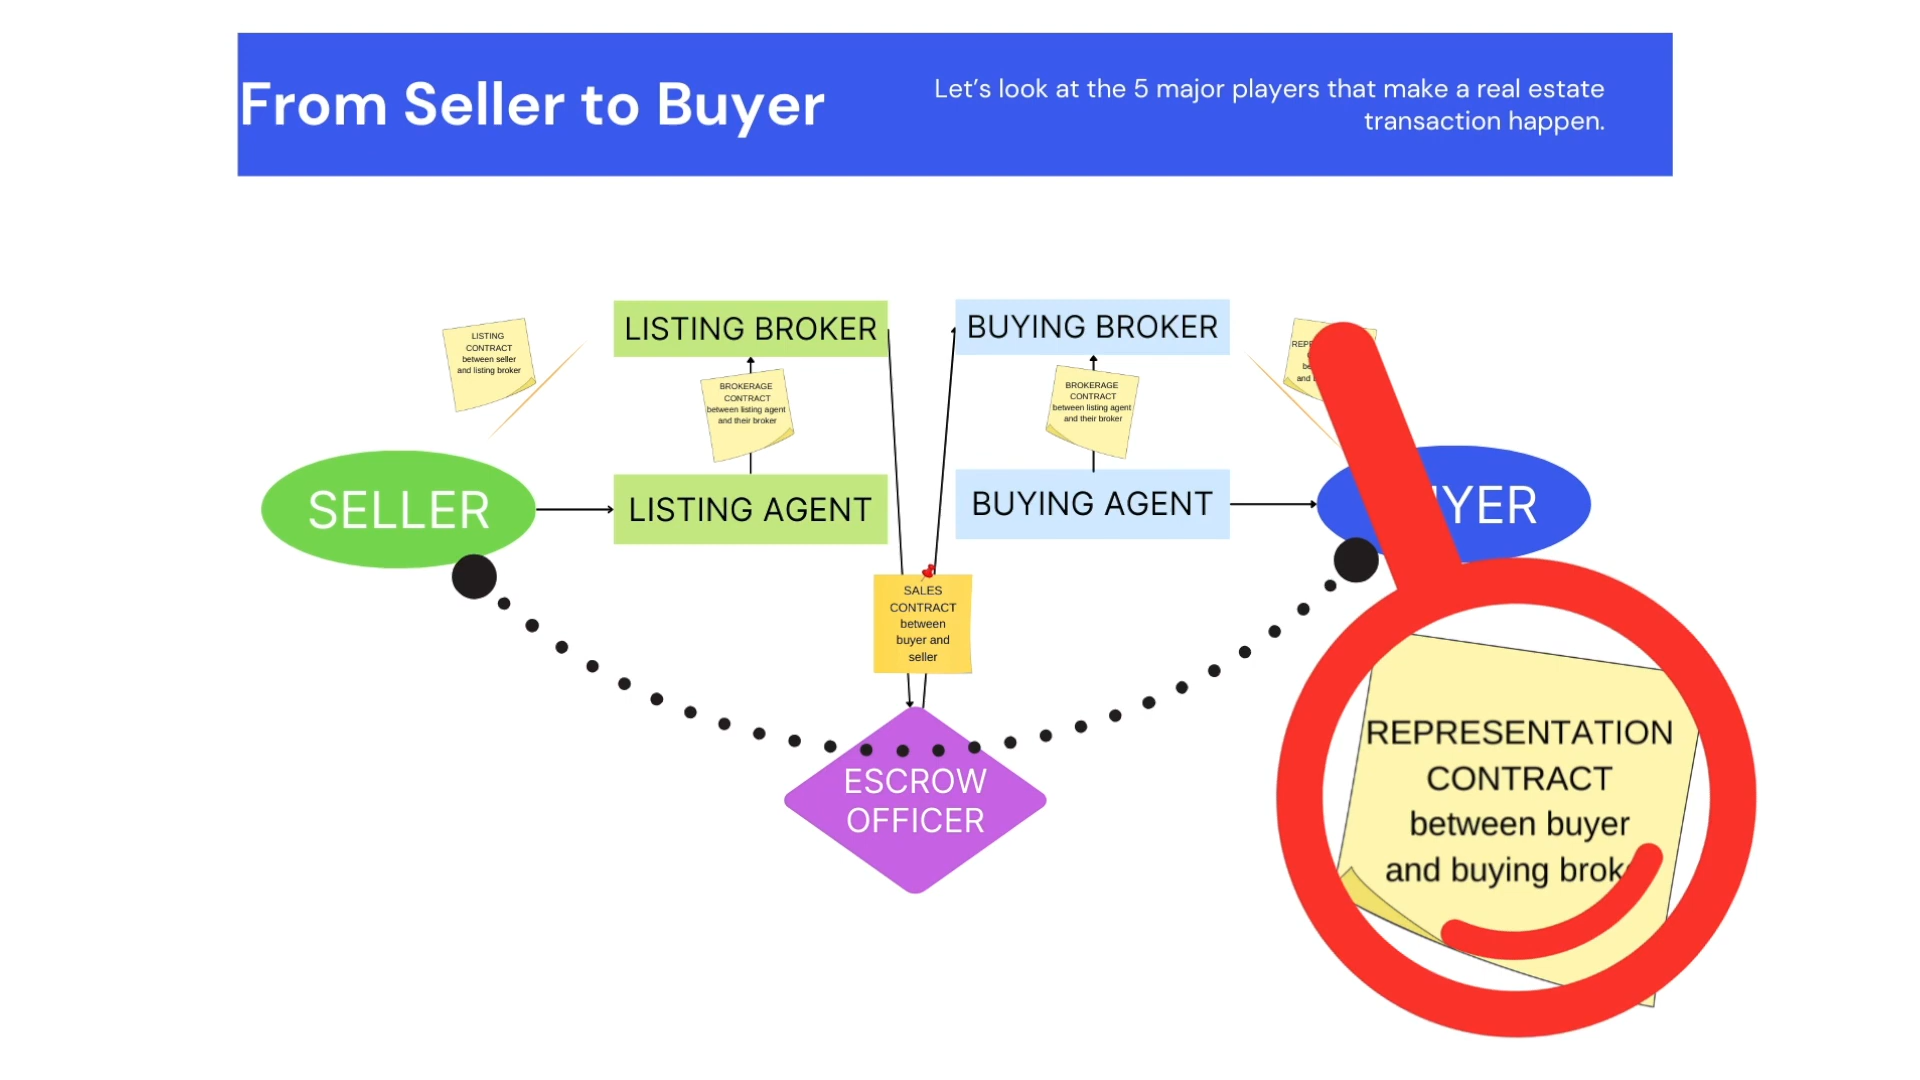 From Seller to Buyer
Let’s look at the 5 major players that make a real estate
transaction happen.
LISTING
CONTRACT
between seller
and listing broker
LISTING BROKER
BUYING BROKER
BROKERAGE
CONTRACT
between listing agent
and their broker
BROKERAGE
CONTRACT
between listing agent
and their broker
SELLER
LISTING AGENT
BUYING AGENT
SALES
CONTRACT
between
buyer and
seller
ESCROW
OFFICER
REPRESENTATION
CONTRACT
between buyer
and buying